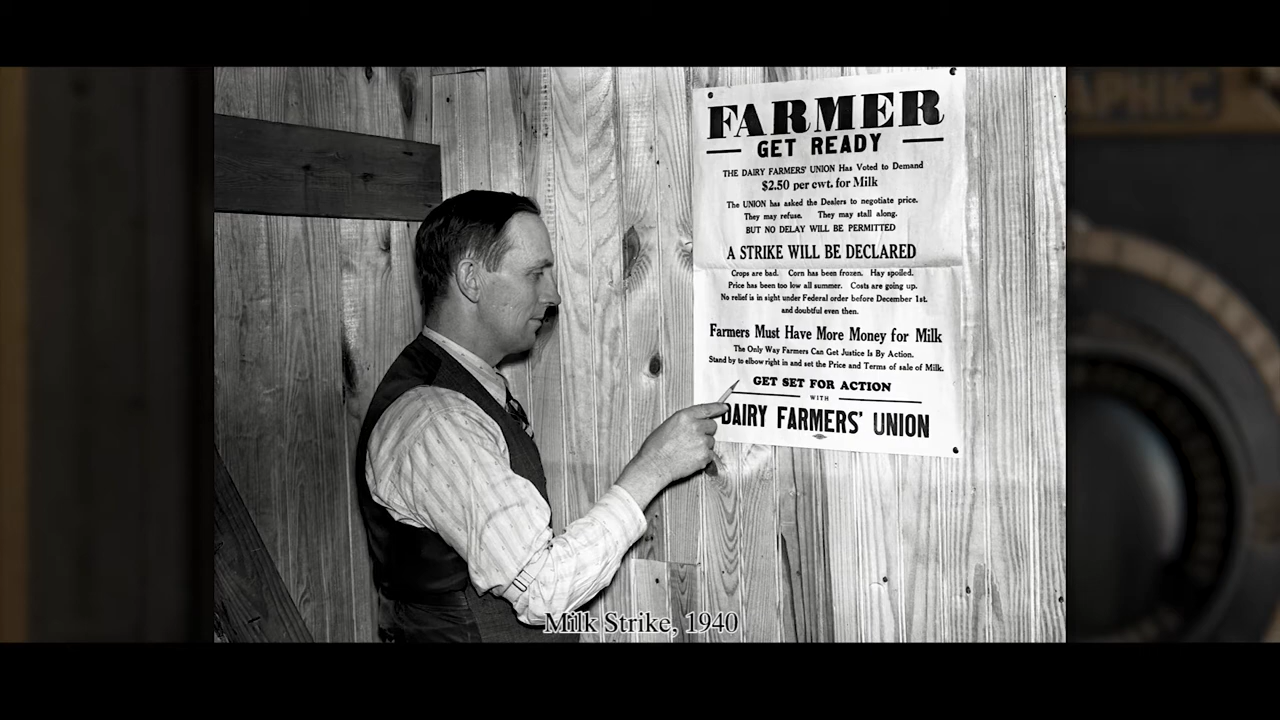 FARMER
GET READY
THE DAIRY FARMERS' UNION Has Voted to Demand
$2.50 per cwt. for Milk
The UNION has asked the Dealers to negotiate price.
They may refuse. They may stall along.
BUT NO DELAY WILL BE PERMITTED
A STRIKE WILL BE DECLARED
Crops are bad. Corn has been frozen. Hay spoiled.
Price has been too low all summer. Costs are going up.
No relief is in sight under Federal order before December 1st.
and doubtful even then.
Farmers Must Have More Money for Milk
The Only Way Farmers Can Get Justice Is By Action.
Stand by to elbow right in and set the Price and Terms of sale of Milk.
GET SET FOR ACTION
WITH
DAIRY FARMERS' UNION
Milk Strike, 1940